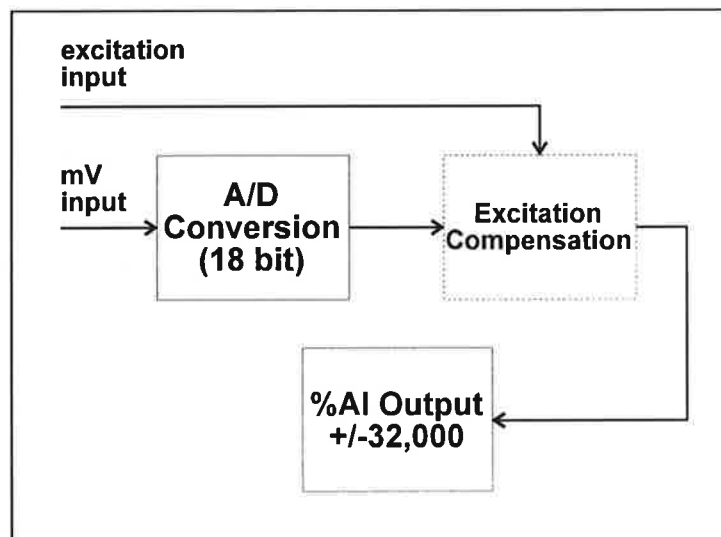 excitation
input
mV
input
A/D
Conversion
(18 bit)
Excitation
Compensation
%AI Output
+/-32,000